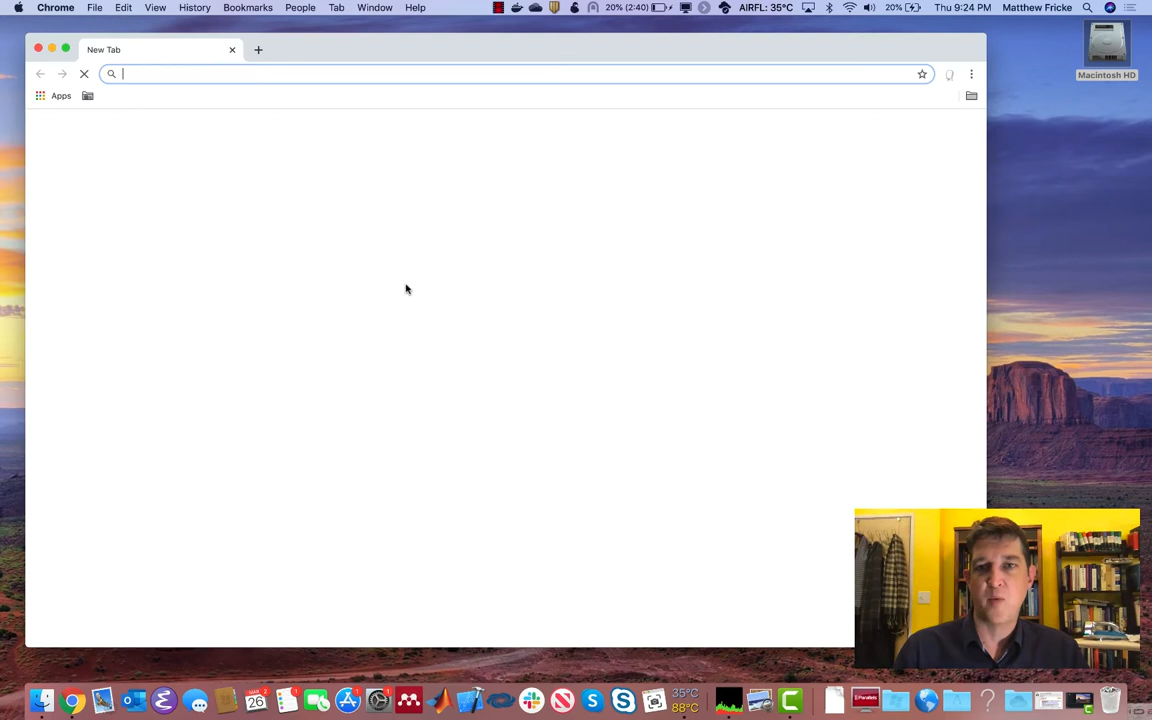 Chrome File Edit View History Bookmarks People Tab Window Help 20% (2:40) AIRFL: 35°C 20% Thu 9:24 PM Matthew Fricke
New Tab
Apps
Macintosh HD
35°C
88°C